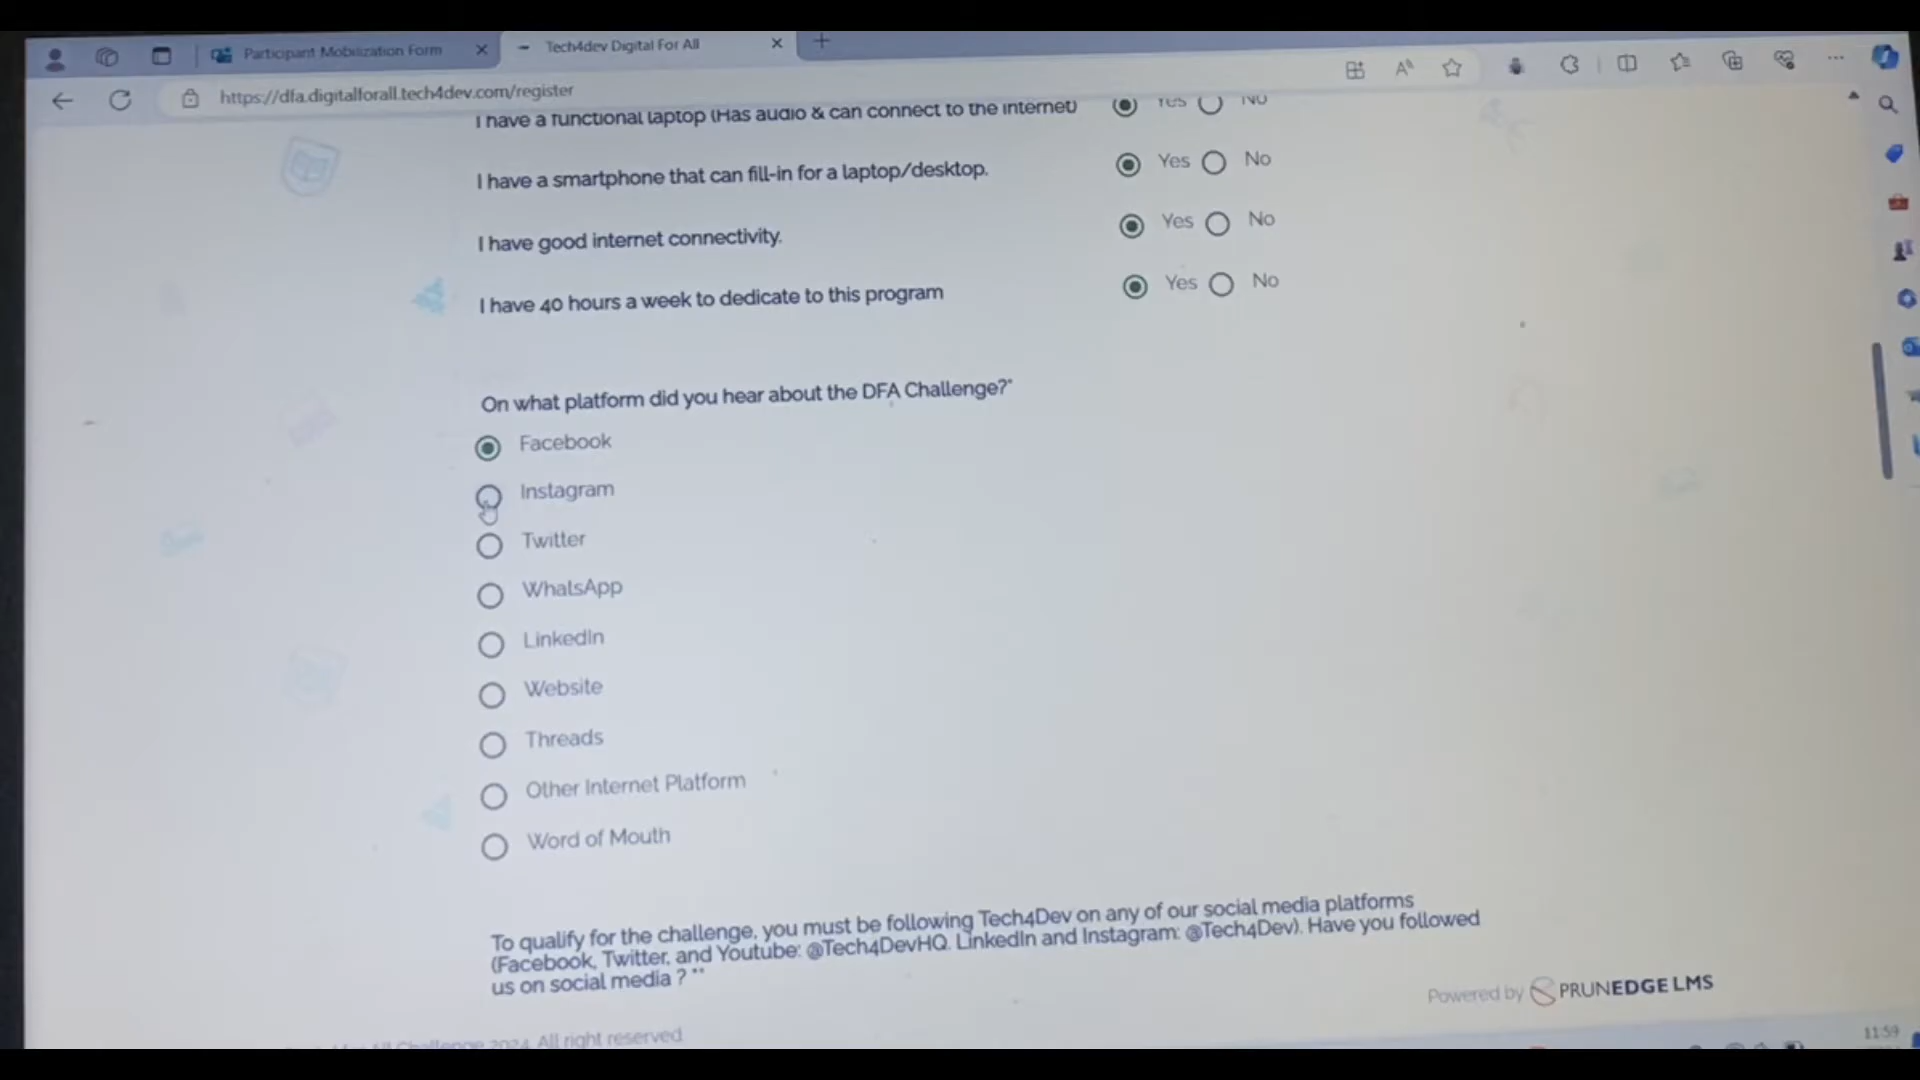 Participant Mobilization Form
Tech4dev Digital For All
https://dfa.digitalforall.tech4dev.com/register
I have a functional laptop (Has audio & can connect to the internet) Yes No
I have a smartphone that can fill-in for a laptop/desktop. Yes No
I have good internet connectivity. Yes No
I have 40 hours a week to dedicate to this program Yes No
On what platform did you hear about the DFA Challenge?*
Facebook
Instagram
Twitter
WhatsApp
LinkedIn
Website
Threads
Other Internet Platform
Word of Mouth
To qualify for the challenge, you must be following Tech4Dev on any of our social media platforms
(Facebook, Twitter, and Youtube: @Tech4DevHQ. LinkedIn and Instagram: @Tech4Dev). Have you followed
us on social media ? **
Powered by PRUNEDGE LMS
All Challenge 2024. All right reserved
11:59